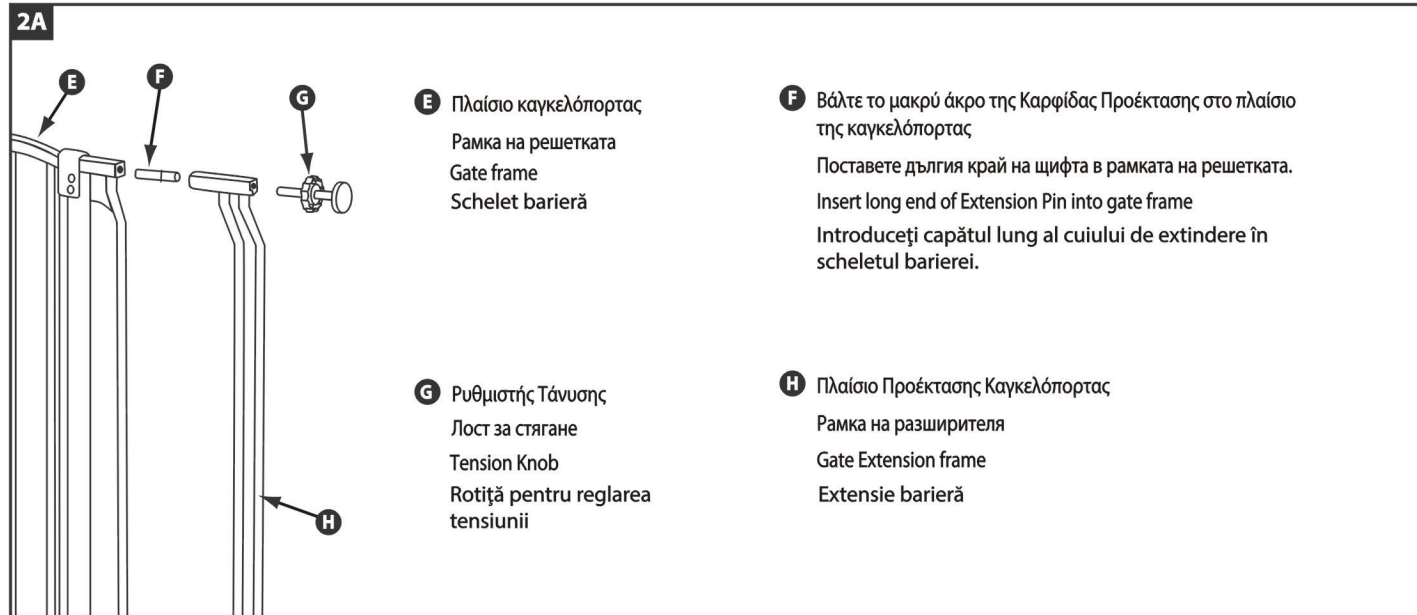 2A
E
F
G
H
E Πλαίσιο καγκελόπορτας
Рамка на решетката
Gate frame
Schelet barieră
F Βάλτε το μακρύ άκρο της Καρφίδας Προέκτασης στο πλαίσιο
της καγκελόπορτας
Поставете дългия край на щифта в рамката на решетката.
Insert long end of Extension Pin into gate frame
Introduceţi capătul lung al cuiului de extindere în
scheletul barierei.
G Ρυθμιστής Τάνυσης
Лост за стягане
Tension Knob
Rotiţă pentru reglarea
tensiunii
H Πλαίσιο Προέκτασης Καγκελόπορτας
Рамка на разширителя
Gate Extension frame
Extensie barieră